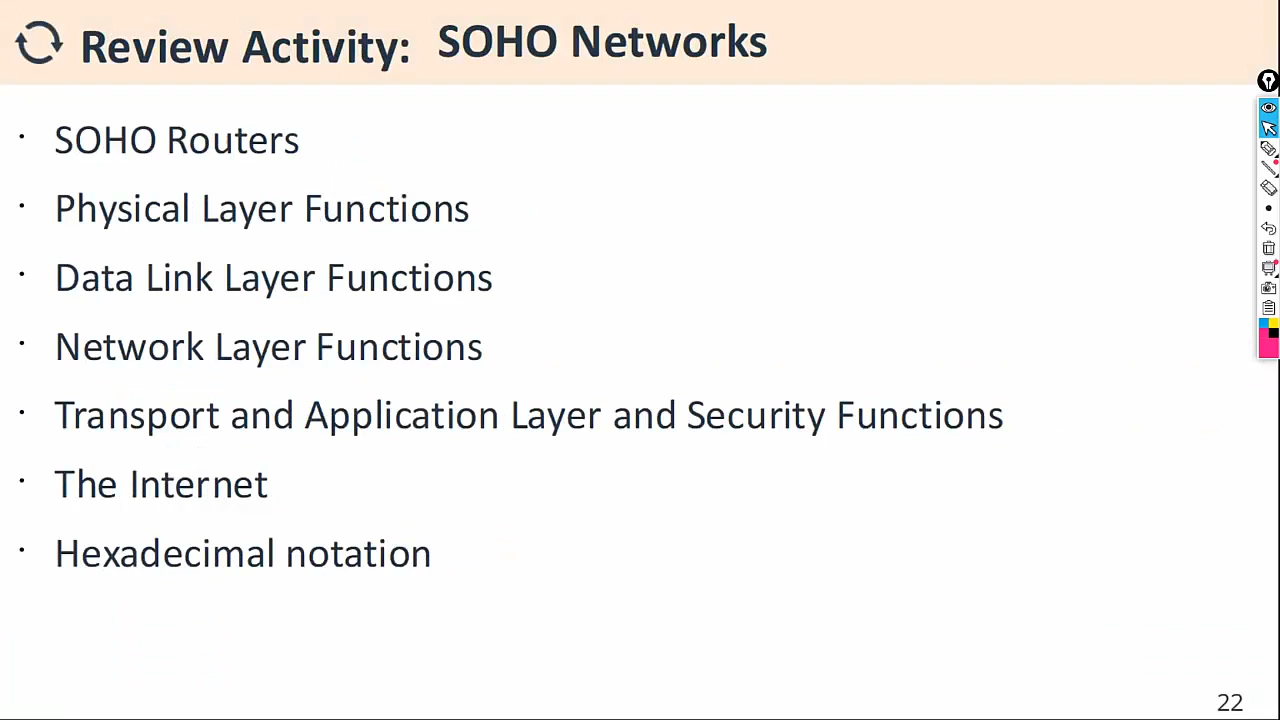 Review Activity: SOHO Networks
· SOHO Routers
· Physical Layer Functions
· Data Link Layer Functions
· Network Layer Functions
· Transport and Application Layer and Security Functions
· The Internet
· Hexadecimal notation
22